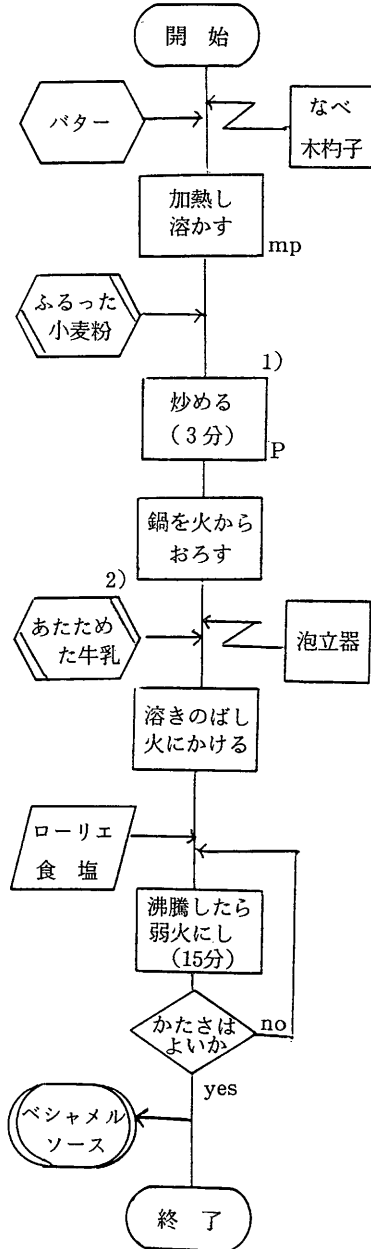 開 始
バター
なべ
木杓子
加熱し
溶かす
mp
ふるった
小麦粉
1)
炒める
(3分)
P
鍋を火から
おろす
2)
あたため
た牛乳
泡立器
溶きのばし
火にかける
ローリエ
食 塩
沸騰したら
弱火にし
(15分)
かたさは
よいか
no
yes
ベシャメル
ソース
終 了